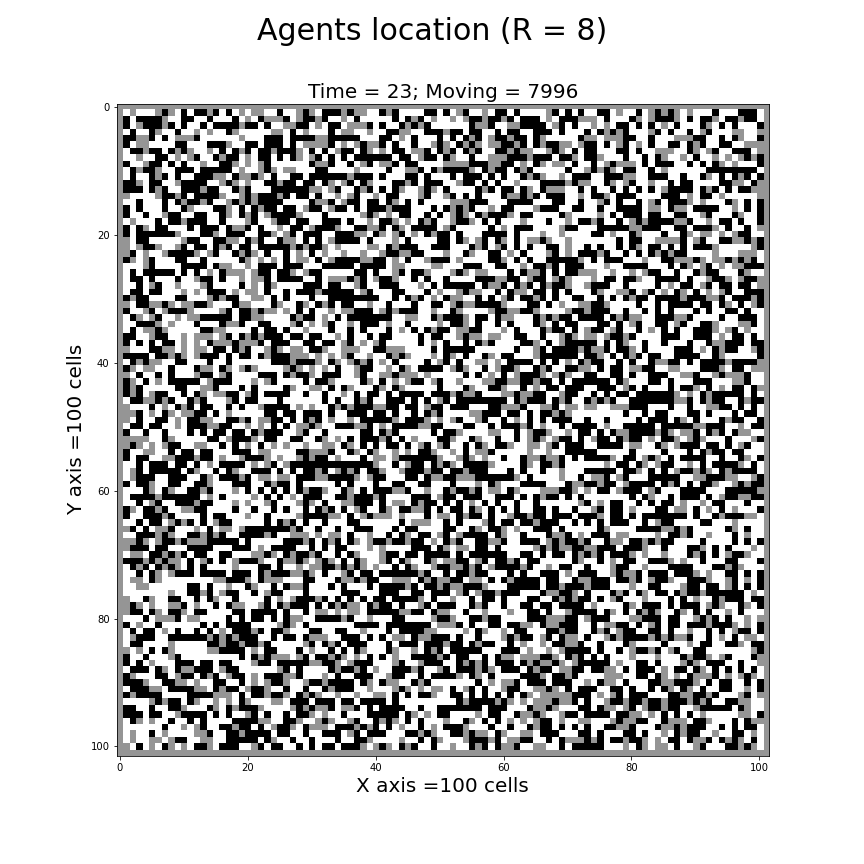 Agents location (R = 8)
Time = 23; Moving = 7996
0
20
40
60
80
100
Y axis =100 cells
0 20 40 60 80 100
X axis =100 cells